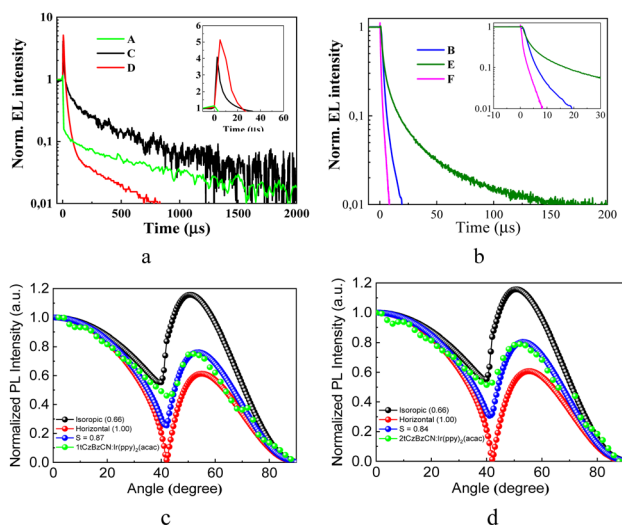 Norm. EL intensity
10
1
0,1
0,01
0
500
1000
1500
2000
Time (µs)
A
C
D
6
5
4
3
2
1
-60
0
60
Time (µs)
a
Norm. EL intensity
1
0.1
0.01
0
50
100
150
200
Time (µs)
B
E
F
1
0.1
0.01
-10
0
10
20
30
b
Normalized PL Intensity (a.u.)
1.2
1.0
0.8
0.6
0.4
0.2
0.0
0
20
40
60
80
Angle (degree)
Isoropic (0.66)
Horizontal (1.00)
S = 0.87
1tCzBzCN:Ir(ppy)₂(acac)
c
Normalized PL Intensity (a.u.)
1.2
1.0
0.8
0.6
0.4
0.2
0.0
0
20
40
60
80
Angle (degree)
Isoropic (0.66)
Horizontal (1.00)
S = 0.84
2tCzBzCN:Ir(ppy)₂(acac)
d